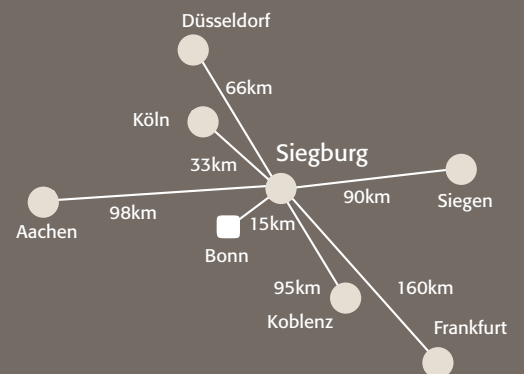 Düsseldorf
66km
Köln
Siegburg
33km
90km
Siegen
98km
Aachen
15km
Bonn
95km
160km
Koblenz
Frankfurt